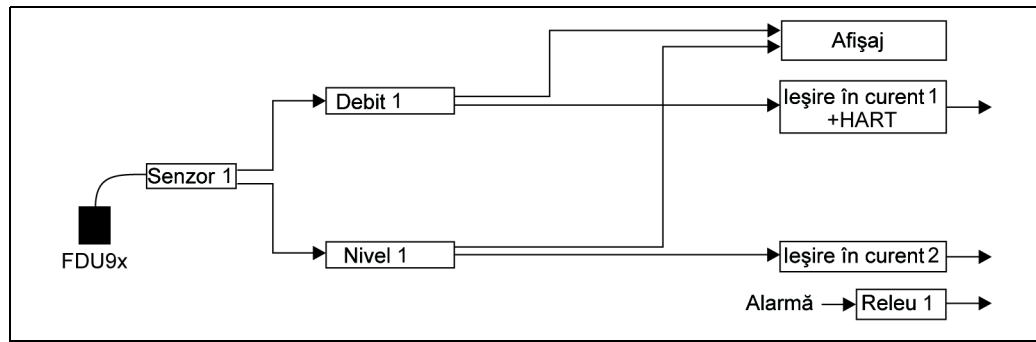 Afişaj
Debit 1
Ieşire în curent 1
+HART
Senzor 1
FDU9x
Nivel 1
Ieşire în curent 2
Alarmă
Releu 1